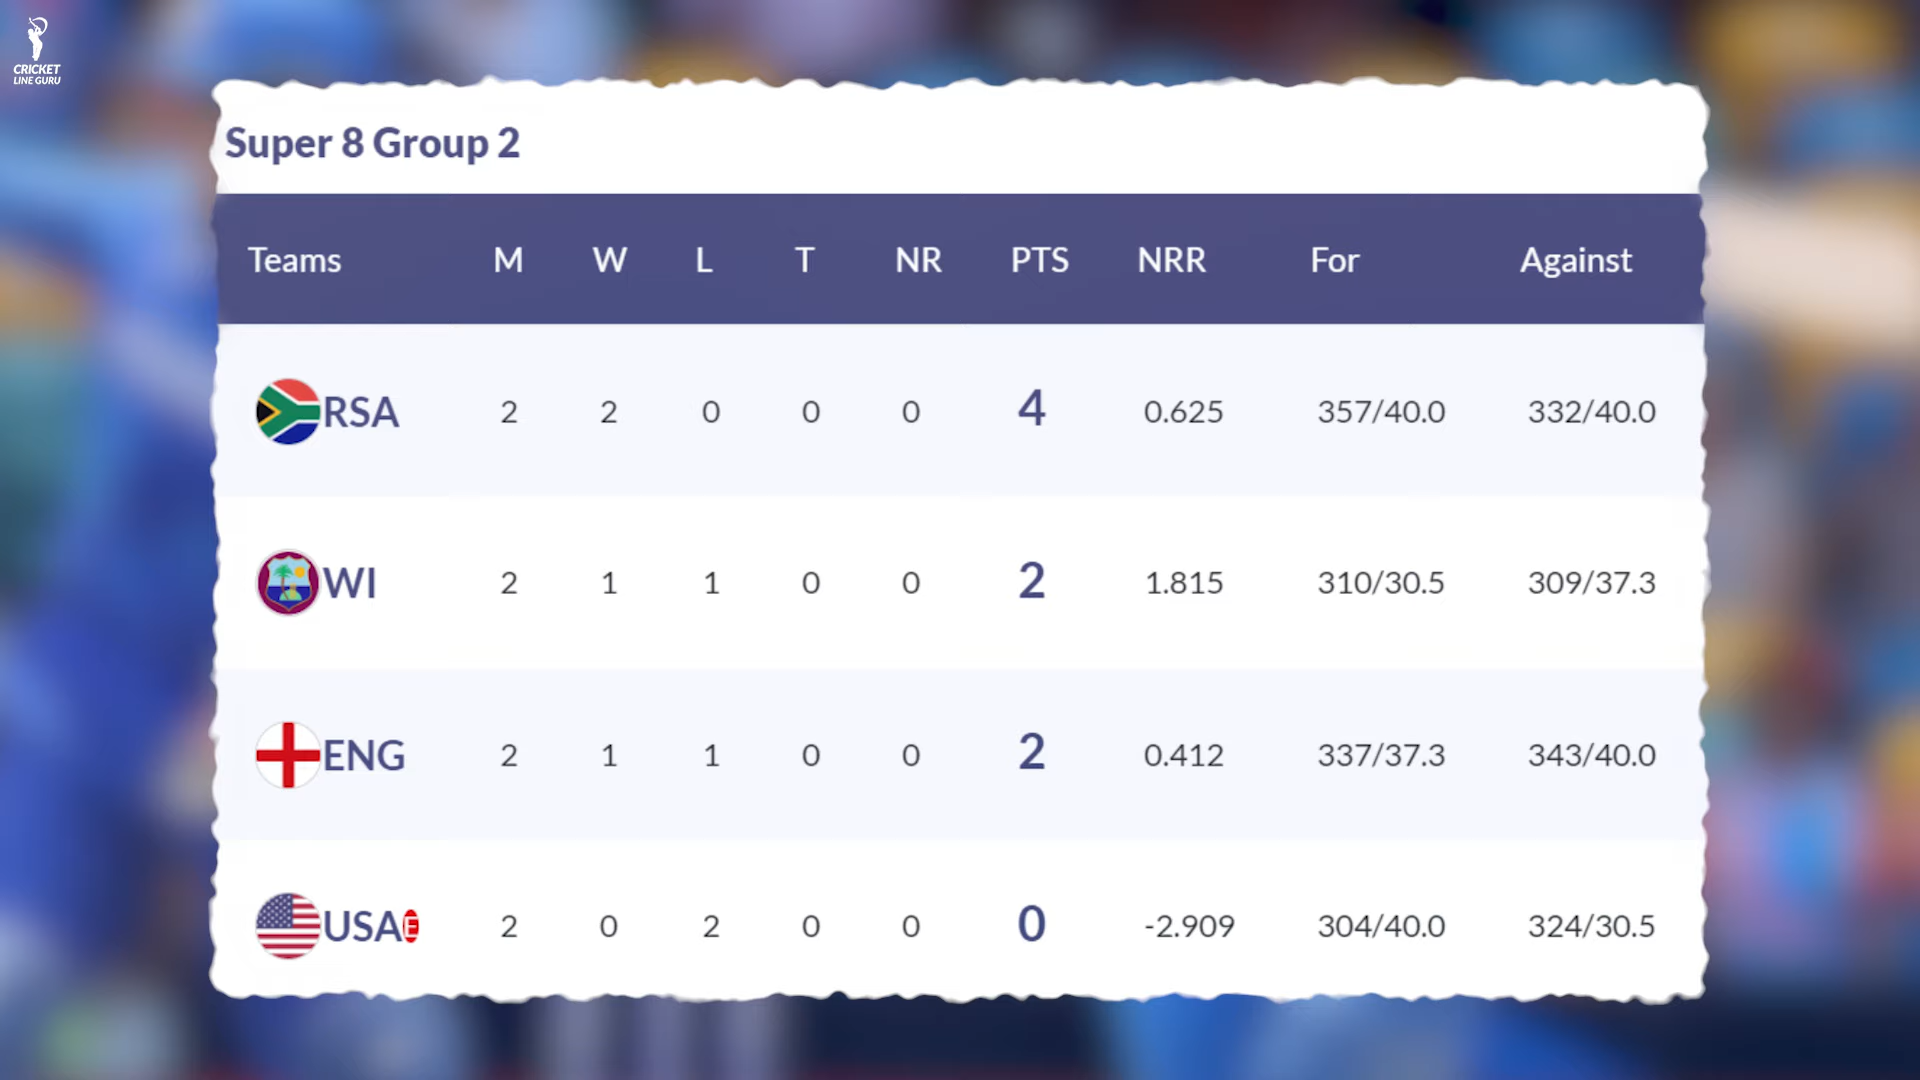 CRICKET
LINE GURU
Super 8 Group 2
Teams M W L T NR PTS NRR For Against
RSA 2 2 0 0 0 4 0.625 357/40.0 332/40.0
WI 2 1 1 0 0 2 1.815 310/30.5 309/37.3
ENG 2 1 1 0 0 2 0.412 337/37.3 343/40.0
USA E 2 0 2 0 0 0 -2.909 304/40.0 324/30.5